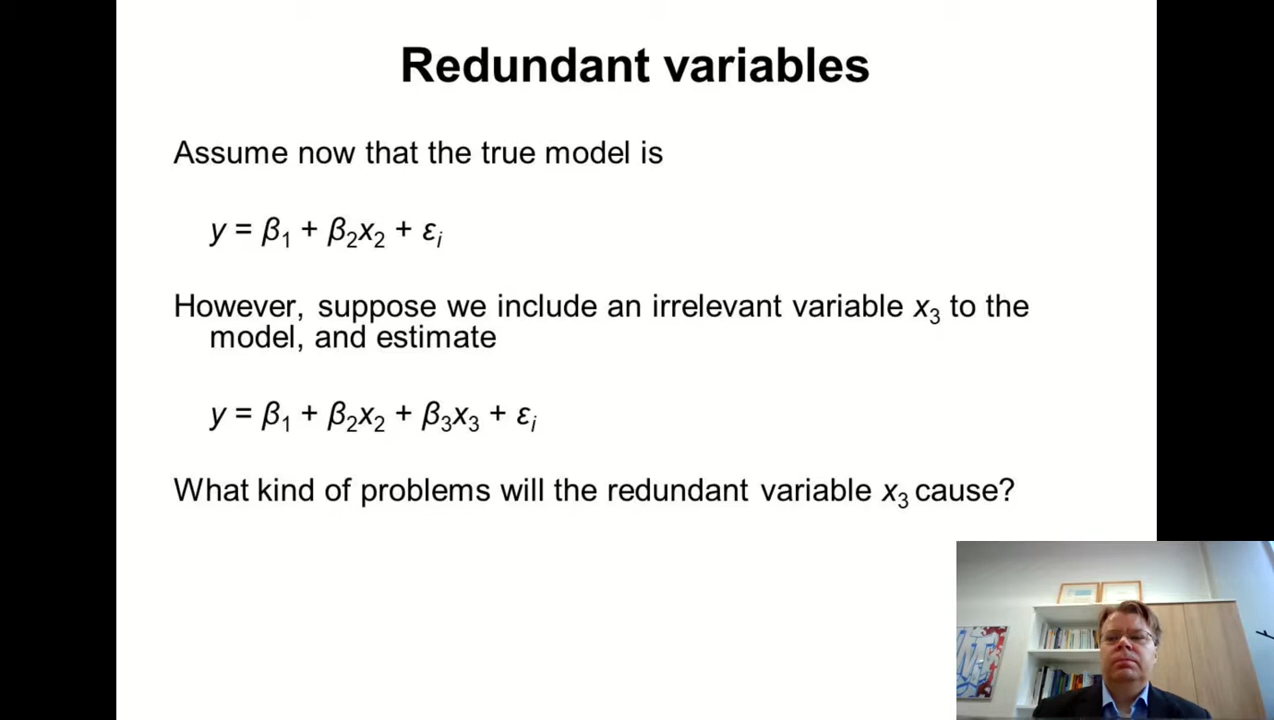 Redundant variables
Assume now that the true model is
y = β₁ + β₂x₂ + εᵢ
However, suppose we include an irrelevant variable x₃ to the
model, and estimate
y = β₁ + β₂x₂ + β₃x₃ + εᵢ
What kind of problems will the redundant variable x₃ cause?